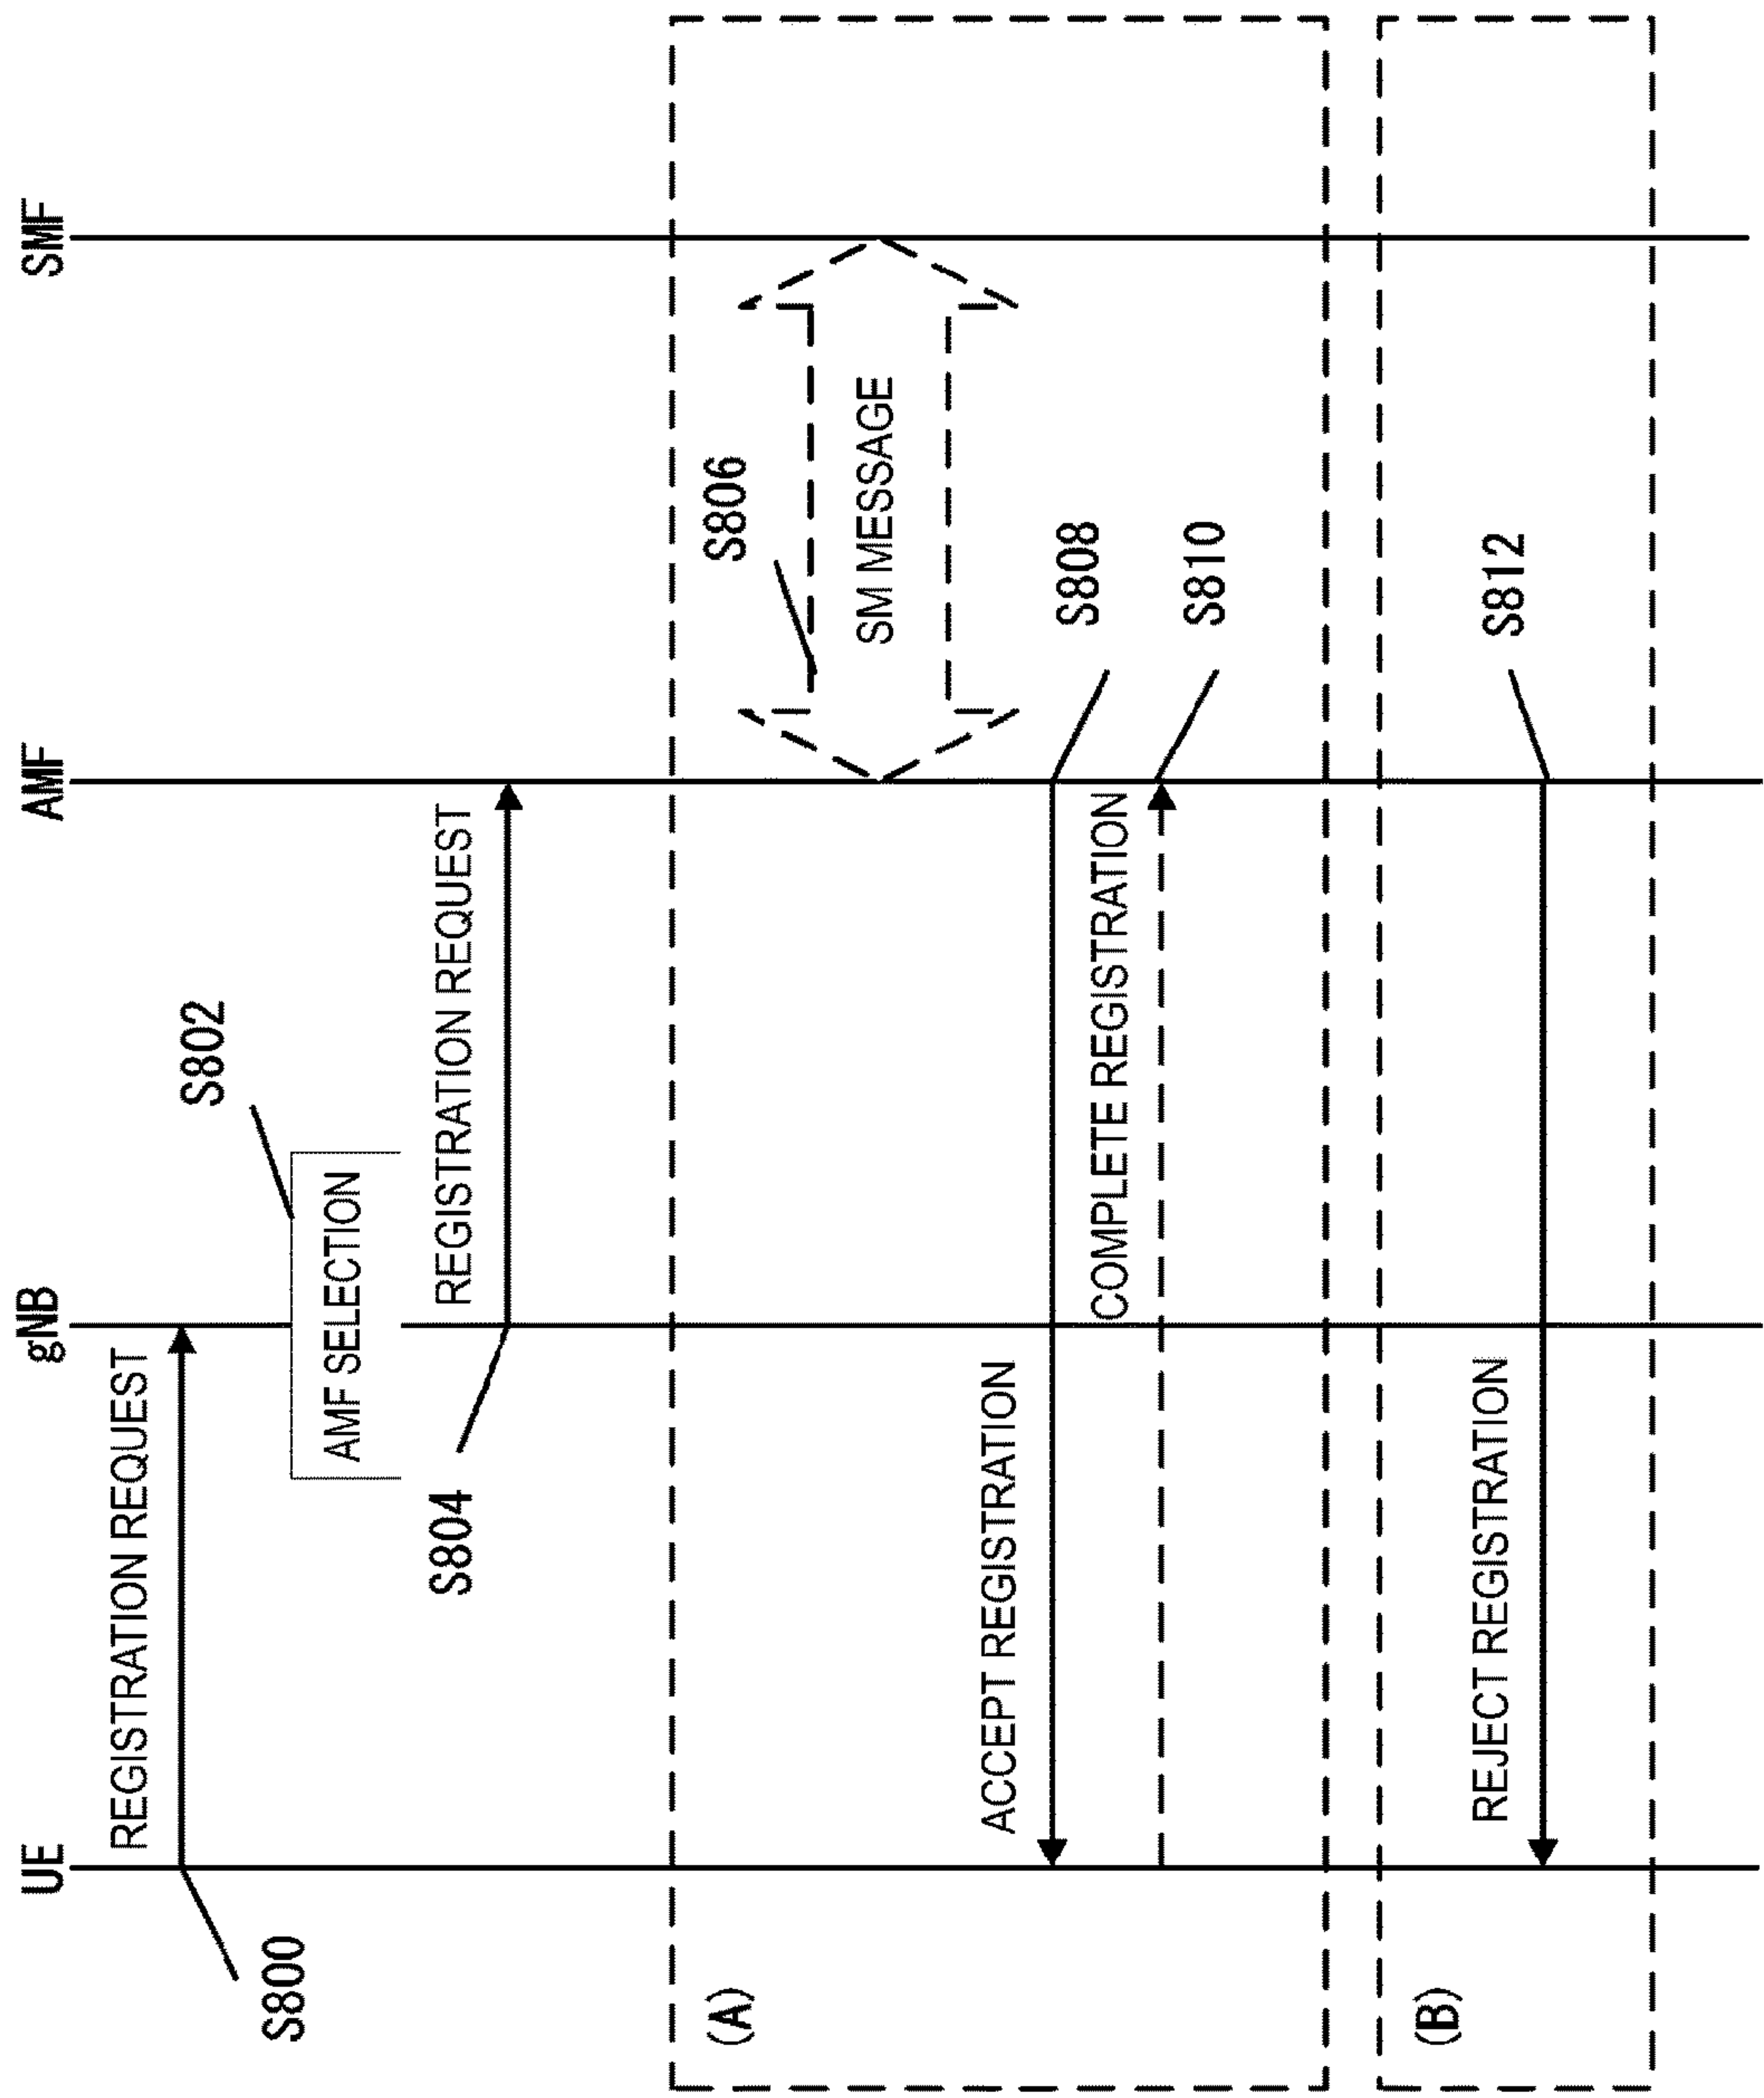 UE
gNB
AMF
SMF
REGISTRATION REQUEST
S800
S802
AMF SELECTION
REGISTRATION REQUEST
S804
(A)
S806
SM MESSAGE
ACCEPT REGISTRATION
S808
COMPLETE REGISTRATION
S810
(B)
REJECT REGISTRATION
S812